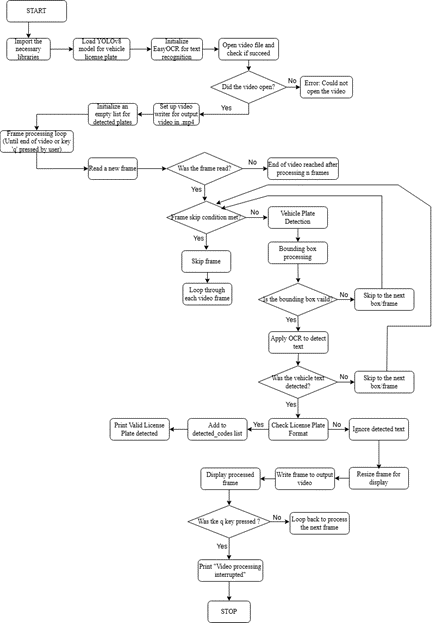 START
Import the
necessary
libraries
Load YOLOv8
model for vehicle
license plate
Initialize
EasyOCR for text
recognition
Open video file and
check if succeed
Did the video open?
No
Error: Could not
open the video
Yes
Set up video
writer for output
video in .mp4
Initialize an
empty list for
detected plates
Frame processing loop
(Until end of video or key
'q' pressed by user)
Read a new frame
Was the frame read?
No
End of video reached after
processing n frames
Yes
Frame skip condition met?
No
Vehicle Plate
Detection
Yes
Skip frame
Bounding box
processing
Loop through
each video frame
Is the bounding box vaild?
No
Skip to the next
box/frame
Yes
Apply OCR to detect
text
Was the vehicle text
detected?
No
Skip to the next
box/frame
Yes
Check License Plate
Format
Yes
Add to
detected_codes list
Print Valid License
Plate detected
No
Ignore detected text
Resize frame for
display
Write frame to output
video
Display processed
frame
Was tke q key pressed ?
No
Loop back to process
the next frame
Yes
Print "Video processing
interrupted"
STOP